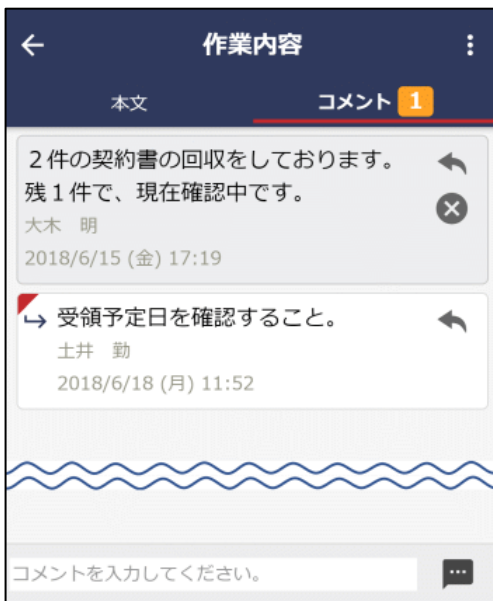 作業内容
本文
コメント 1
２件の契約書の回収をしております。
残１件で、現在確認中です。
大木　明
2018/6/15 (金) 17:19
受領予定日を確認すること。
土井　勤
2018/6/18 (月) 11:52
コメントを入力してください。